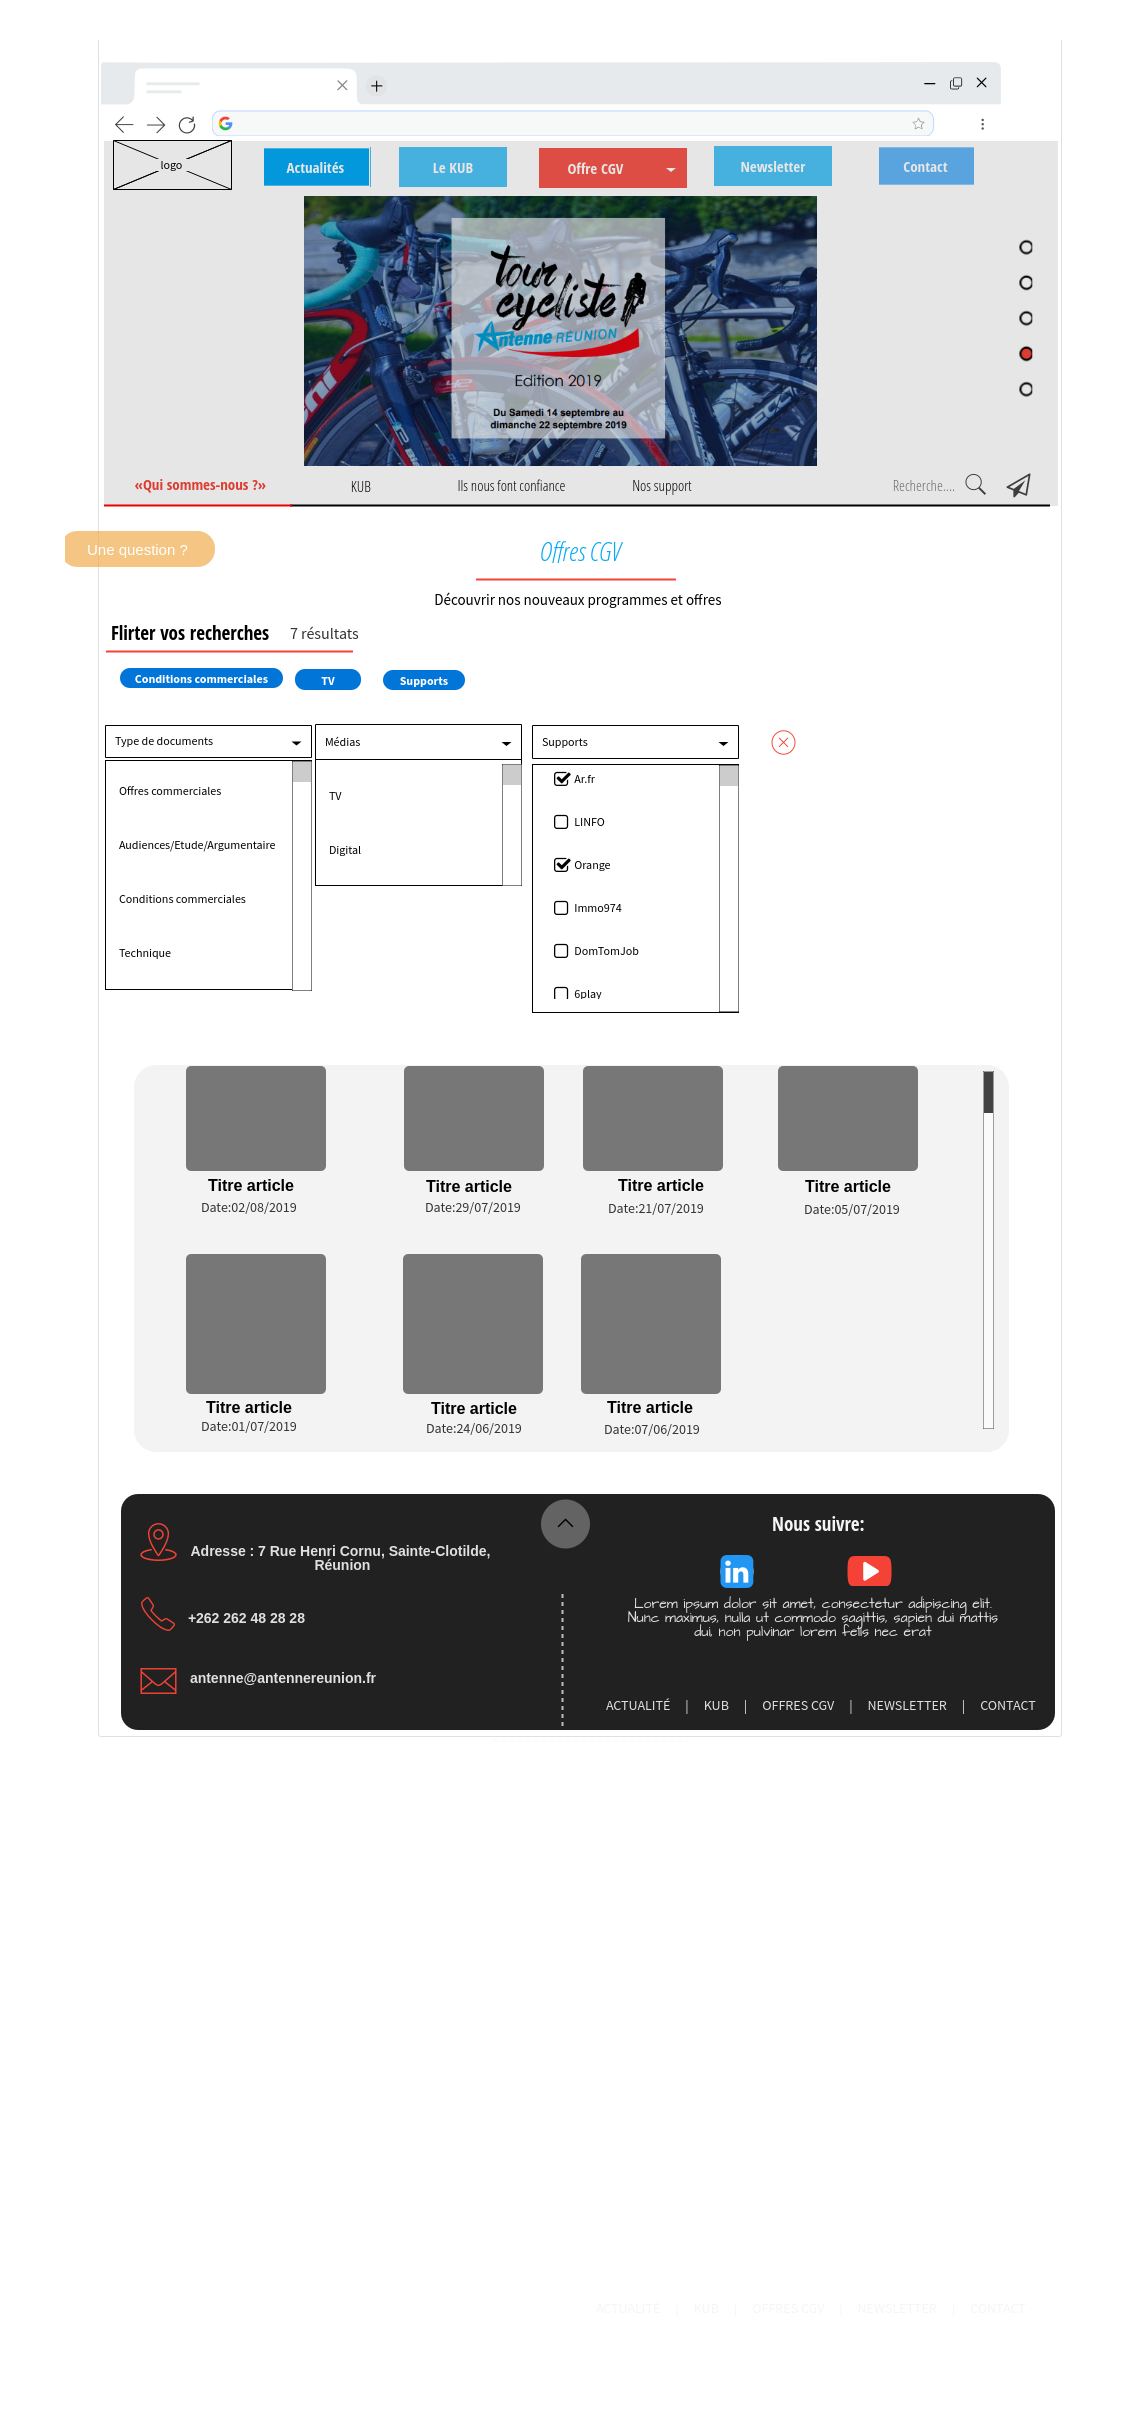 logo
Actualités
Le KUB
Offre CGV
Newsletter
Contact
tour
cycliste
Antenne RÉUNION
Edition 2019
Du Samedi 14 septembre au
dimanche 22 septembre 2019
«Qui sommes-nous ?»
KUB
Ils nous font confiance
Nos support
Recherche....
Une question ?
Offres CGV
Découvrir nos nouveaux programmes et offres
Flirter vos recherches
7 résultats
Conditions commerciales
TV
Supports
Type de documents
Médias
Supports
Offres commerciales
Audiences/Etude/Argumentaire
Conditions commerciales
Technique
TV
Digital
Ar.fr
LINFO
Orange
Immo974
DomTomJob
6play
Titre article
Date:02/08/2019
Titre article
Date:29/07/2019
Titre article
Date:21/07/2019
Titre article
Date:05/07/2019
Titre article
Date:01/07/2019
Titre article
Date:24/06/2019
Titre article
Date:07/06/2019
Adresse : 7 Rue Henri Cornu, Sainte-Clotilde,
Réunion
+262 262 48 28 28
antenne@antennereunion.fr
Nous suivre:
in
Lorem ipsum dolor sit amet, consectetur adipiscing elit.
Nunc maximus, nulla ut commodo sagittis, sapien dui mattis
dui, non pulvinar lorem felis nec erat
ACTUALITÉ | KUB | OFFRES CGV | NEWSLETTER | CONTACT
ACTUALITÉ | KUB | OFFRES CGV | NEWSLETTER | CONTACT